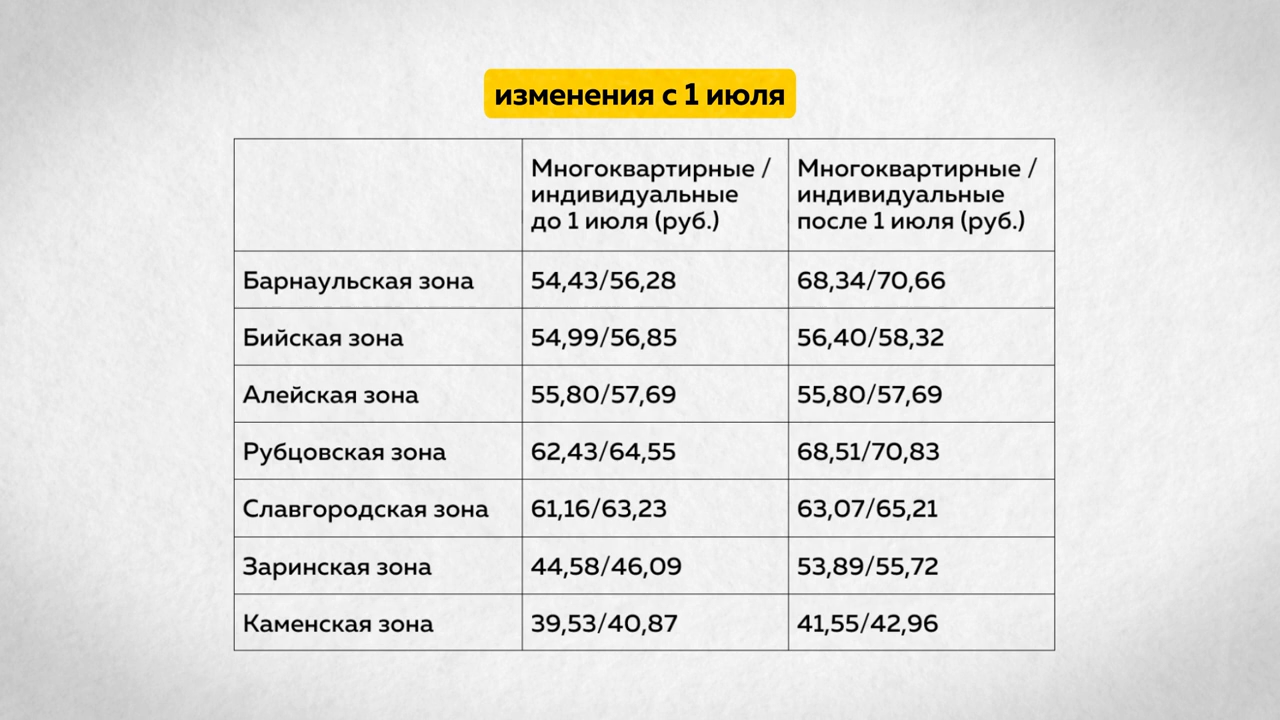 изменения с 1 июля
Многоквартирные /
индивидуальные
до 1 июля (руб.)
Многоквартирные /
индивидуальные
после 1 июля (руб.)
Барнаульская зона
54,43/56,28
68,34/70,66
Бийская зона
54,99/56,85
56,40/58,32
Алейская зона
55,80/57,69
55,80/57,69
Рубцовская зона
62,43/64,55
68,51/70,83
Славгородская зона
61,16/63,23
63,07/65,21
Заринская зона
44,58/46,09
53,89/55,72
Каменская зона
39,53/40,87
41,55/42,96